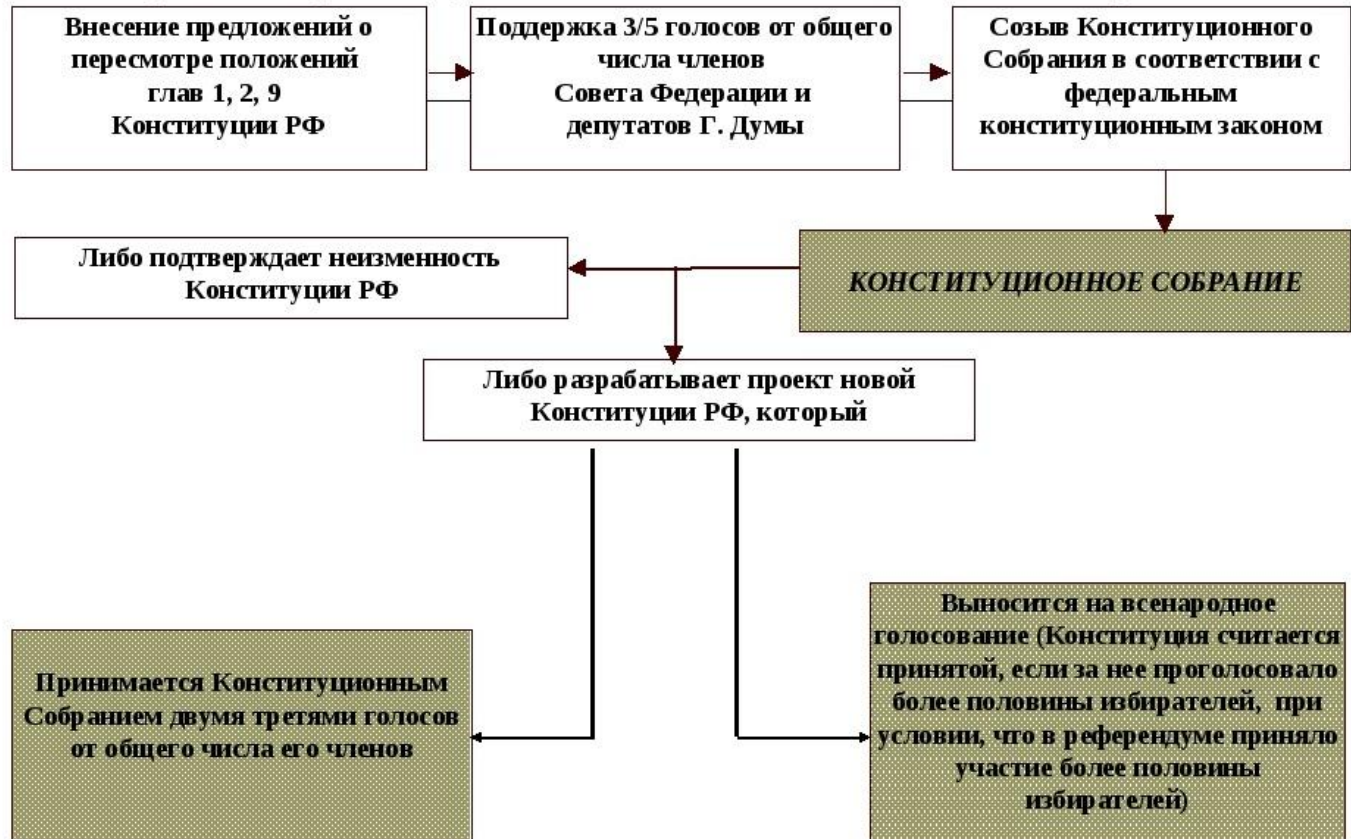 Внесение предложений о
пересмотре положений
глав 1, 2, 9
Конституции РФ
Поддержка 3/5 голосов от общего
числа членов
Совета Федерации и
депутатов Г. Думы
Созыв Конституционного
Собрания в соответствии с
федеральным
конституционным законом
Либо подтверждает неизменность
Конституции РФ
КОНСТИТУЦИОННОЕ СОБРАНИЕ
Либо разрабатывает проект новой
Конституции РФ, который
Принимается Конституционным
Собранием двумя третями голосов
от общего числа его членов
Выносится на всенародное
голосование (Конституция считается
принятой, если за нее проголосовало
более половины избирателей, при
условии, что в референдуме приняло
участие более половины
избирателей)